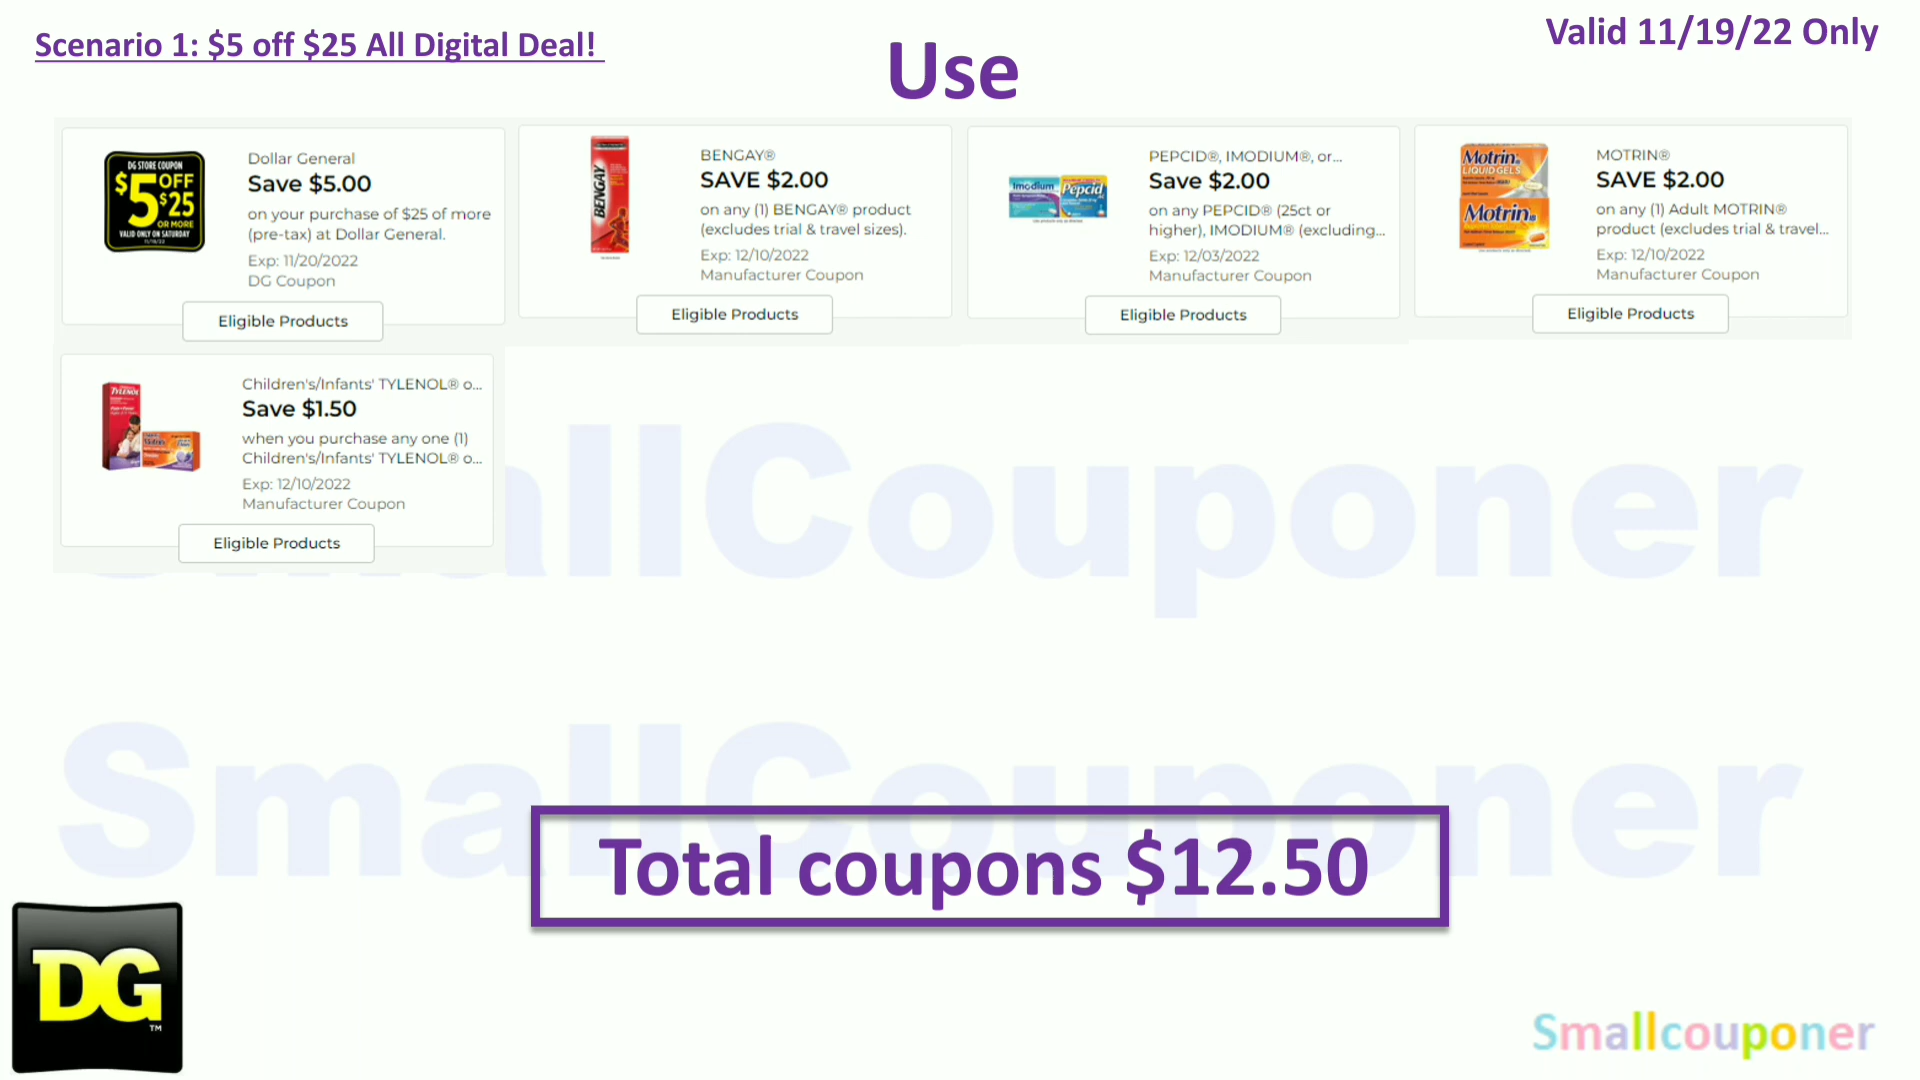 Scenario 1: $5 off $25 All Digital Deal!
Use
Valid 11/19/22 Only
DG STORE COUPON
$5 OFF
$25
OR MORE
VALID ONLY ON SATURDAY
11/19/22
Dollar General
Save $5.00
on your purchase of $25 of more
(pre-tax) at Dollar General.
Exp: 11/20/2022
DG Coupon
Eligible Products
BENGAY
BENGAY®
SAVE $2.00
on any (1) BENGAY® product
(excludes trial & travel sizes).
Exp: 12/10/2022
Manufacturer Coupon
Eligible Products
Imodium
Pepcid
PEPCID®, IMODIUM®, or...
Save $2.00
on any PEPCID® (25ct or
higher), IMODIUM® (excluding...
Exp: 12/03/2022
Manufacturer Coupon
Eligible Products
Motrin
LIQUID GELS
Motrin
MOTRIN®
SAVE $2.00
on any (1) Adult MOTRIN®
product (excludes trial & travel...
Exp: 12/10/2022
Manufacturer Coupon
Eligible Products
TYLENOL
Motrin
Children's/Infants' TYLENOL® o...
Save $1.50
when you purchase any one (1)
Children's/Infants' TYLENOL® o...
Exp: 12/10/2022
Manufacturer Coupon
Eligible Products
SmallCouponer
SmallCouponer
Total coupons $12.50
DG™
Smallcouponer